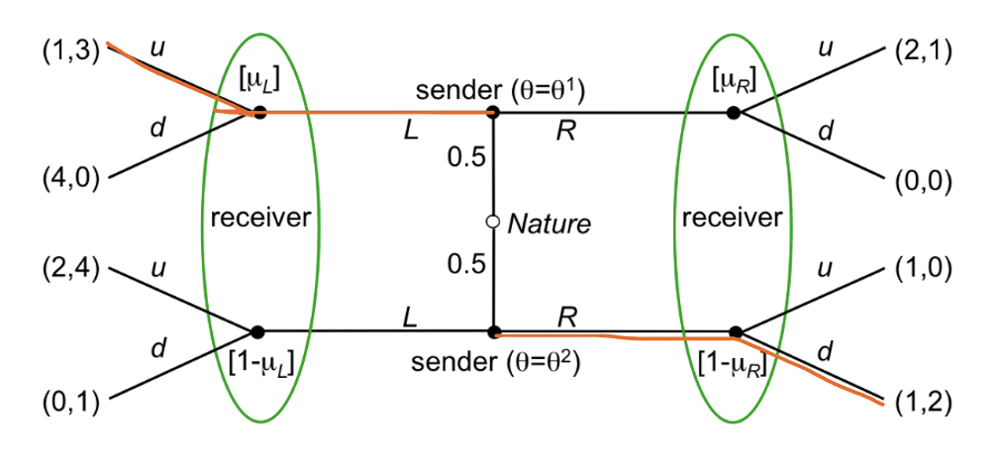 (1,3) u [μL] sender (θ=θ¹) [μR] u (2,1)
d L R d
(4,0) 0.5 (0,0)
receiver Nature receiver
(2,4) u 0.5 u (1,0)
d L R d
(0,1) [1-μL] sender (θ=θ²) [1-μR] (1,2)